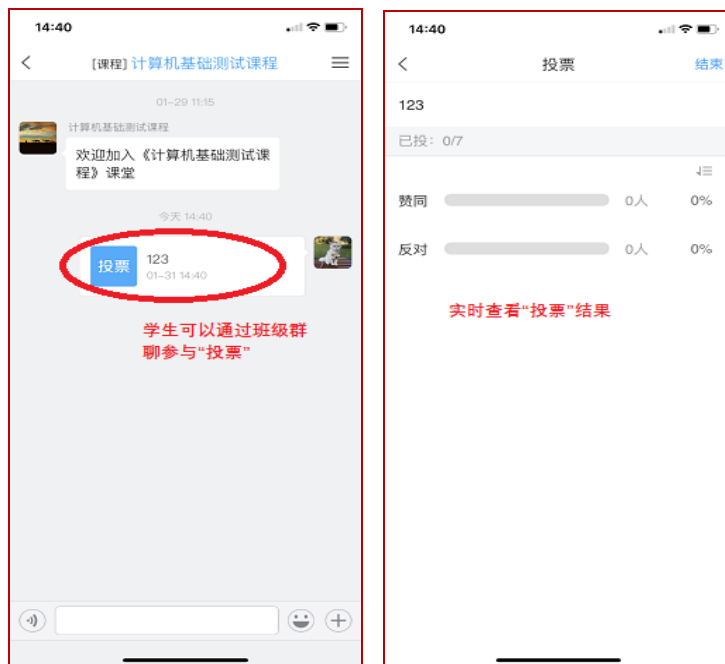 14:40
[课程] 计算机基础测试课程
01-29 11:15
计算机基础测试课程
欢迎加入《计算机基础测试课
程》课堂
今天 14:40
投票
123
01-31 14:40
学生可以通过班级群
聊参与“投票”
14:40
投票
结束
123
已投：0/7
赞同 0人 0%
反对 0人 0%
实时查看“投票”结果